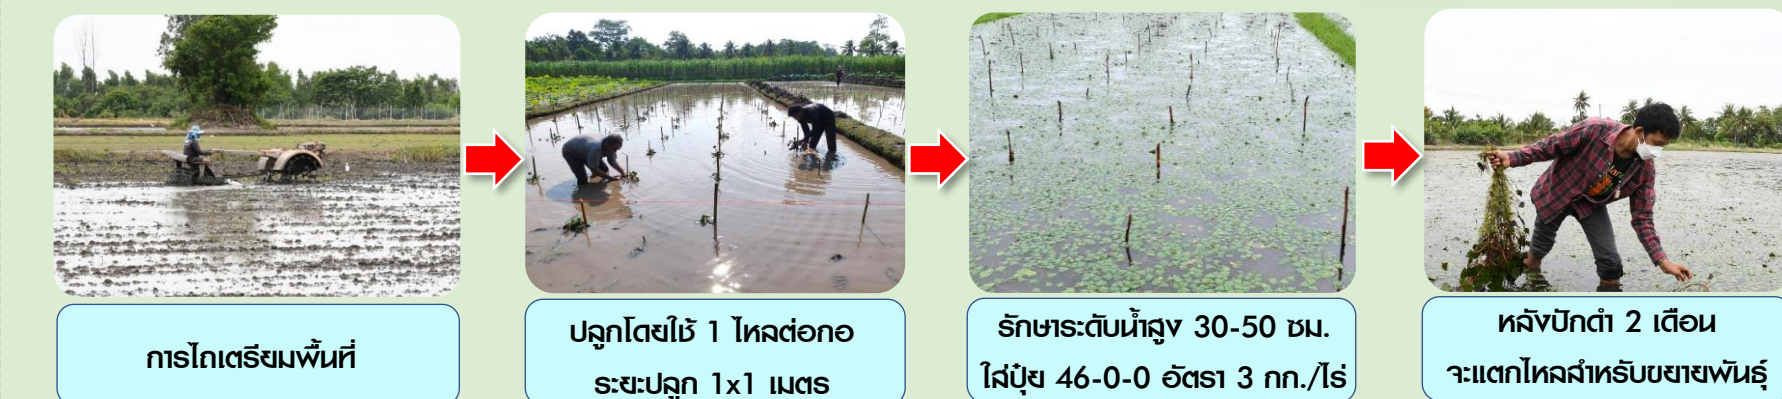 การไถเตรียมพื้นที่
ปลูกโดยใช้ 1 ไหลต่อกอ
ระยะปลูก 1x1 เมตร
รักษาระดับน้ำสูง 30-50 ซม.
ใส่ปุ๋ย 46-0-0 อัตรา 3 กก./ไร่
หลังปักดำ 2 เดือน
จะแตกไหลสำหรับขยายพันธุ์